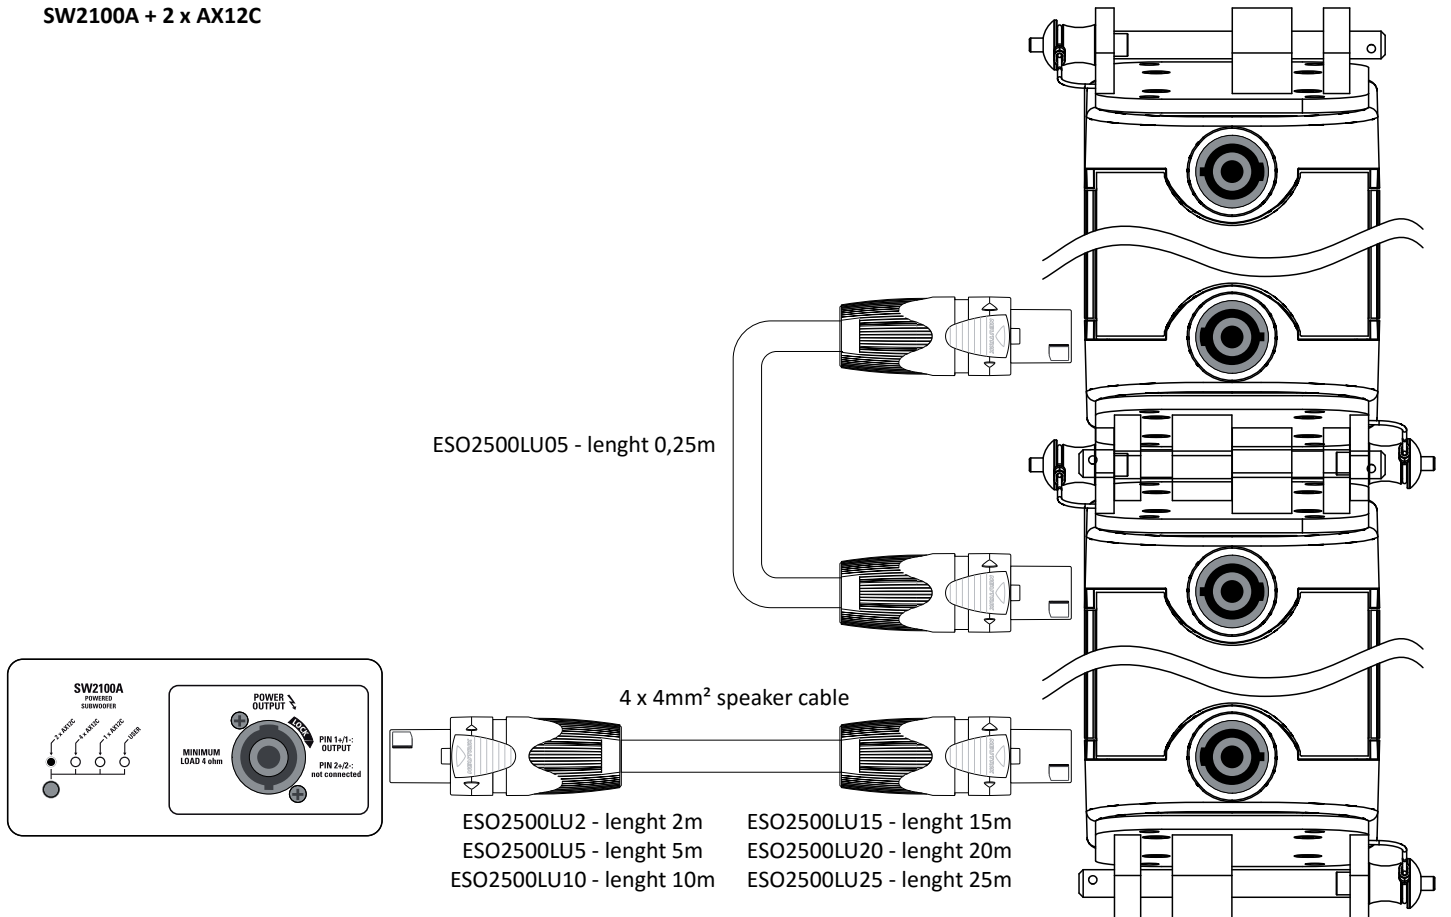 SW2100A + 2 x AX12C
ESO2500LU05 - lenght 0,25m
4 x 4mm² speaker cable
SW2100A
POWERED
SUBWOOFER
2 x AX12C
4 x AX12C
1 x AX12C
USER
POWER
OUTPUT
LOCK
MINIMUM
LOAD 4 ohm
PIN 1+/1-:
OUTPUT
PIN 2+/2-:
not connected
ESO2500LU2 - lenght 2m
ESO2500LU5 - lenght 5m
ESO2500LU10 - lenght 10m
ESO2500LU15 - lenght 15m
ESO2500LU20 - lenght 20m
ESO2500LU25 - lenght 25m